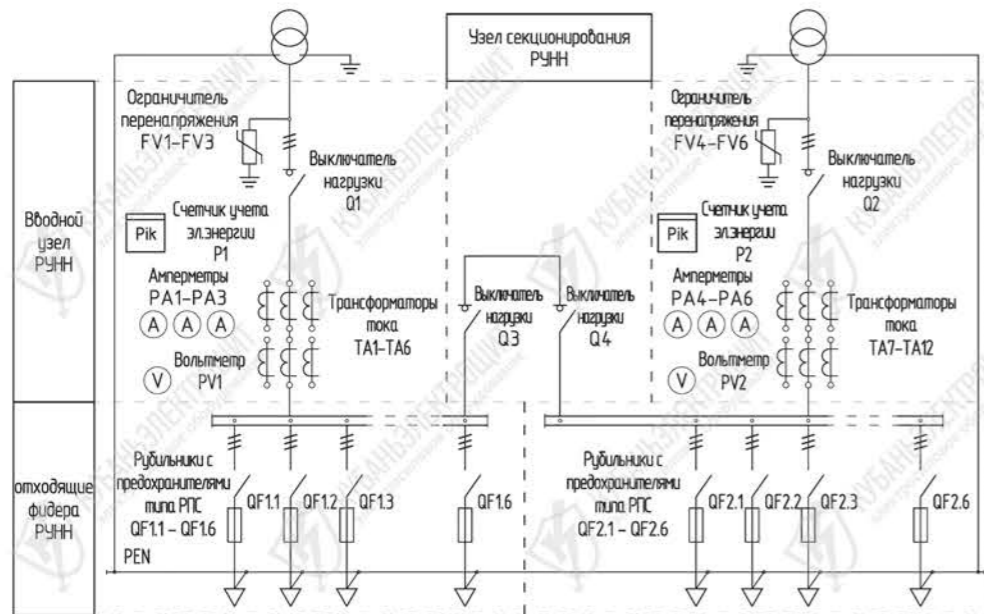 Узел секционирования
РУНН
Ограничитель
перенапряжения
FV1-FV3
Выключатель
нагрузки
Q1
Вводной
узел
РУНН
Pik
Счетчик учета
эл.энергии
P1
Амперметры
PA1-PA3
A A A
Трансформаторы
тока
TA1-TA6
Вольтметр
PV1
V
Выключатель
нагрузки
Q3
Выключатель
нагрузки
Q4
Ограничитель
перенапряжения
FV4-FV6
Выключатель
нагрузки
Q2
Pik
Счетчик учета
эл.энергии
P2
Амперметры
PA4-PA6
A A A
Трансформаторы
тока
TA7-TA12
Вольтметр
PV2
V
отходящие
фидера
РУНН
Рубильники с
предохранителями
типа РПС
QF1.1 - QF1.6
QF1.1 QF1.2 QF1.3 QF1.6
PEN
Рубильники с
предохранителями
типа РПС
QF2.1 - QF2.6
QF2.1 QF2.2 QF2.3 QF2.6
КУБАНЬЭЛЕКТРОЩИТ